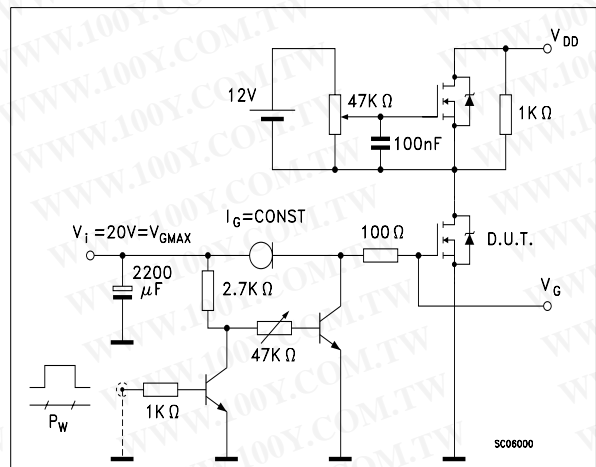 V_DD
12V
47K Ω
1K Ω
100nF
I_G=CONST
V_i =20V=V_GMAX
100 Ω
D.U.T.
2200
μF
2.7K Ω
V_G
47K Ω
1K Ω
P_W
SC06000
WWW.100Y.COM.TW